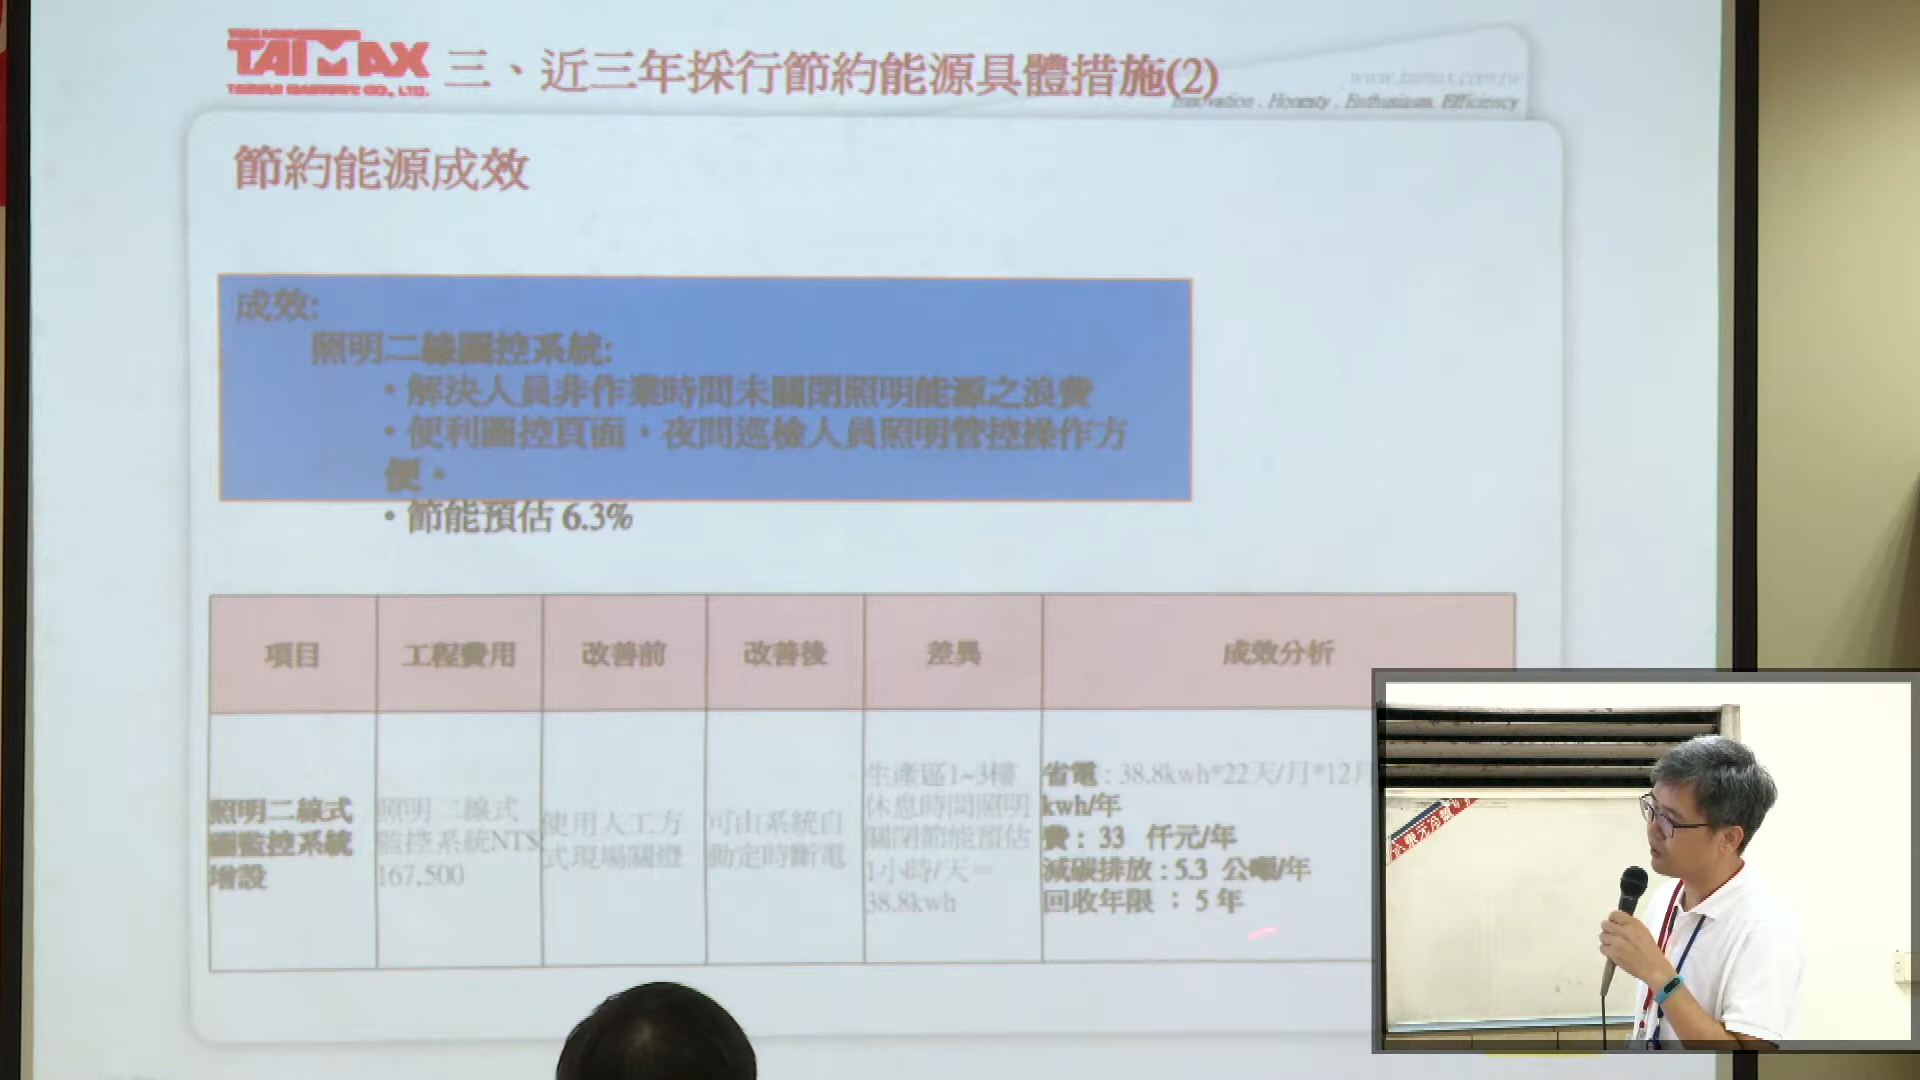 TAIMAX
三、近三年採行節約能源具體措施(2)
www.taimax.com.tw
Innovation . Honesty . Enthusiasm. Efficiency
節約能源成效
成效:
照明二線圖控系統:
・解決人員非作業時間未關閉照明能源之浪費
・便利圖控頁面,夜間巡檢人員照明管控操作方
便。
・節能預估 6.3%
項目 工程費用 改善前 改善後 差異 成效分析
照明二線式
圖監控系統
增設
照明二線式
監控系統NT$
167,500
使用人工方
式現場關燈
可由系統自
動定時斷電
生產區1~3樓
休息時間照明
關閉節能預估
1小時/天=
38.8kwh
省電 : 38.8kwh*22天/月*12月
kwh/年
費 : 33 仟元/年
減碳排放 : 5.3 公噸/年
回收年限 : 5 年